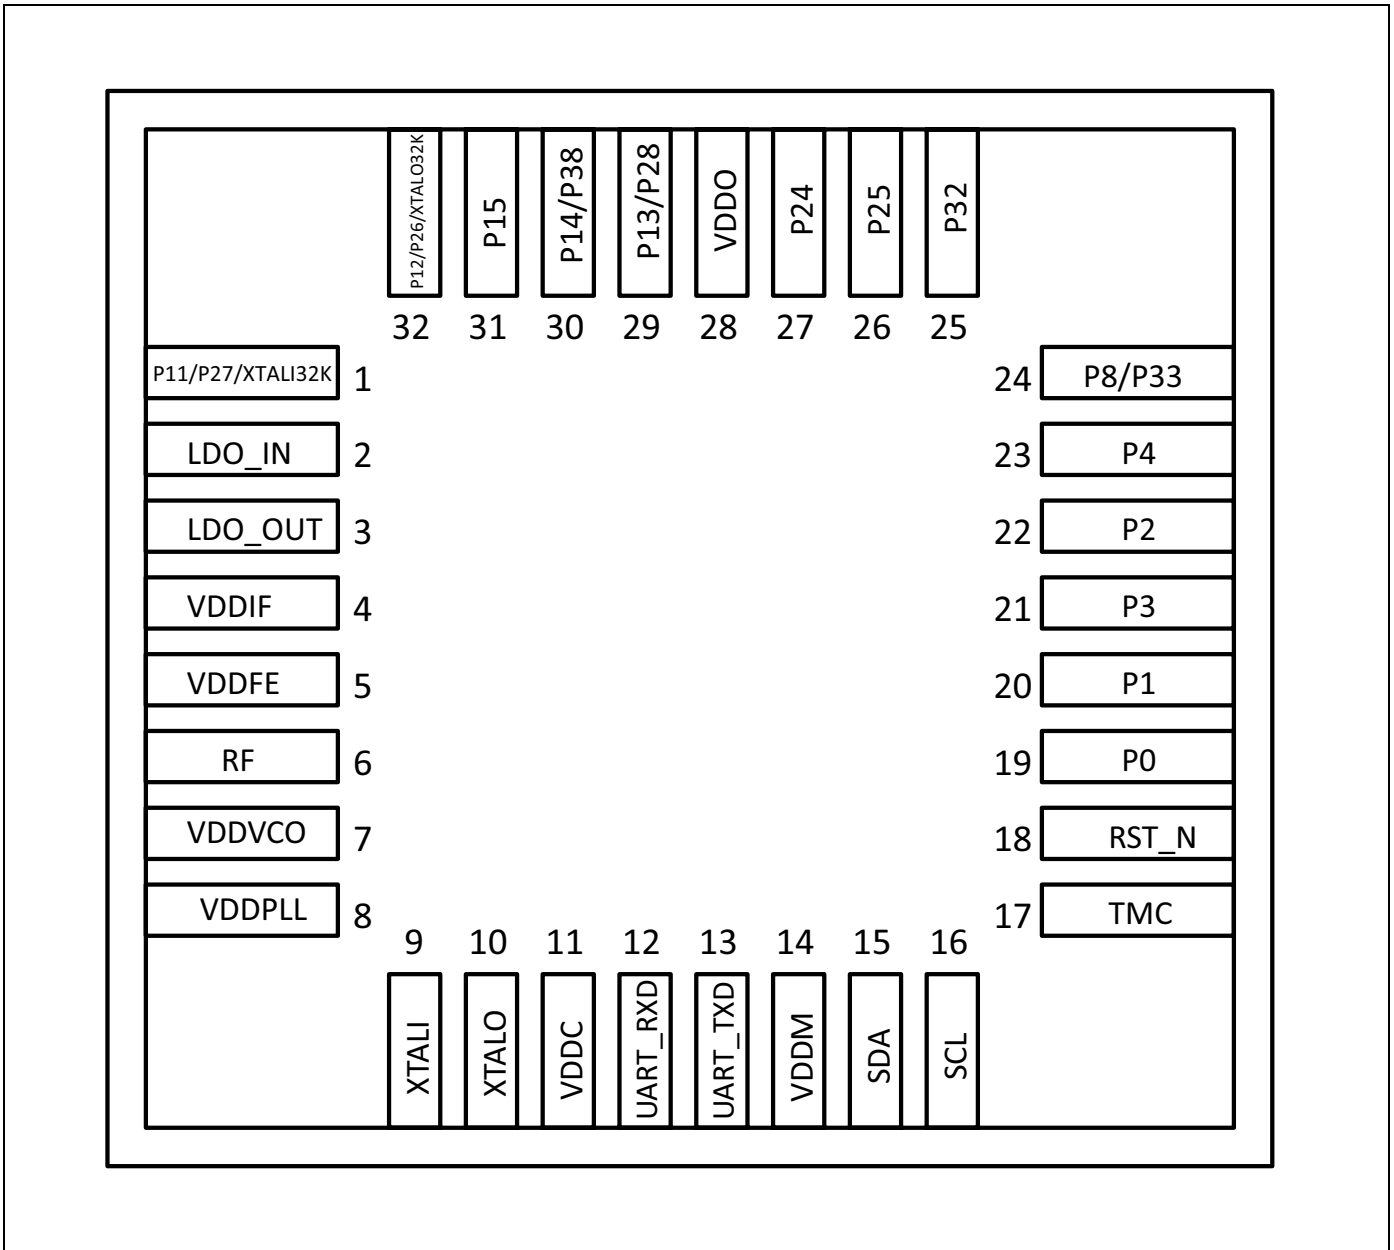 P12/P26/XTALO32K
P15
P14/P38
P13/P28
VDDO
P24
P25
P32
32 31 30 29 28 27 26 25
P11/P27/XTALI32K 1
24 P8/P33
LDO_IN 2
23 P4
LDO_OUT 3
22 P2
VDDIF 4
21 P3
VDDFE 5
20 P1
RF 6
19 P0
VDDVCO 7
18 RST_N
VDDPLL 8
17 TMC
9 10 11 12 13 14 15 16
XTALI
XTALO
VDDC
UART_RXD
UART_TXD
VDDM
SDA
SCL